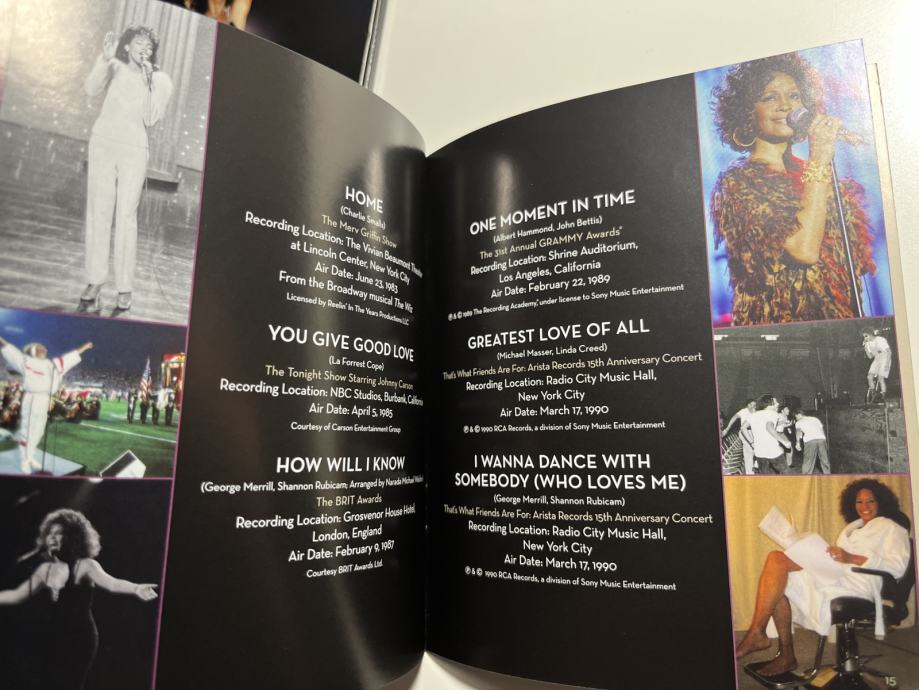 HOME
(Charlie Smalls)
The Merv Griffin Show
Recording Location: The Vivian Beaumont
at Lincoln Center, New York City
Air Date: June 23, 1983
From the Broadway musical The Wiz
Licensed by Reelin' In The Years Productions LLC
YOU GIVE GOOD LOVE
(La Forrest Cope)
The Tonight Show Starring Johnny Carson
Recording Location: NBC Studios, Burbank, California
Air Date: April 5, 1985
Courtesy of Carson Entertainment Group
HOW WILL I KNOW
(George Merrill, Shannon Rubicam; Arranged by Narada Michael
The BRIT Awards
Recording Location: Grosvenor House Hotel,
London, England
Air Date: February 9, 1987
Courtesy BRIT Awards Ltd.
ONE MOMENT IN TIME
(Albert Hammond, John Bettis)
The 31st Annual GRAMMY Awards®
Recording Location: Shrine Auditorium,
Los Angeles, California
Air Date: February 22, 1989
℗ & © 1989 The Recording Academy,® under license to Sony Music Entertainment
GREATEST LOVE OF ALL
(Michael Masser, Linda Creed)
That's What Friends Are For: Arista Records 15th Anniversary Concert
Recording Location: Radio City Music Hall,
New York City
Air Date: March 17, 1990
℗ & © 1990 RCA Records, a division of Sony Music Entertainment
I WANNA DANCE WITH
SOMEBODY (WHO LOVES ME)
(George Merrill, Shannon Rubicam)
That's What Friends Are For: Arista Records 15th Anniversary Concert
Recording Location: Radio City Music Hall,
New York City
Air Date: March 17, 1990
℗ & © 1990 RCA Records, a division of Sony Music Entertainment
15